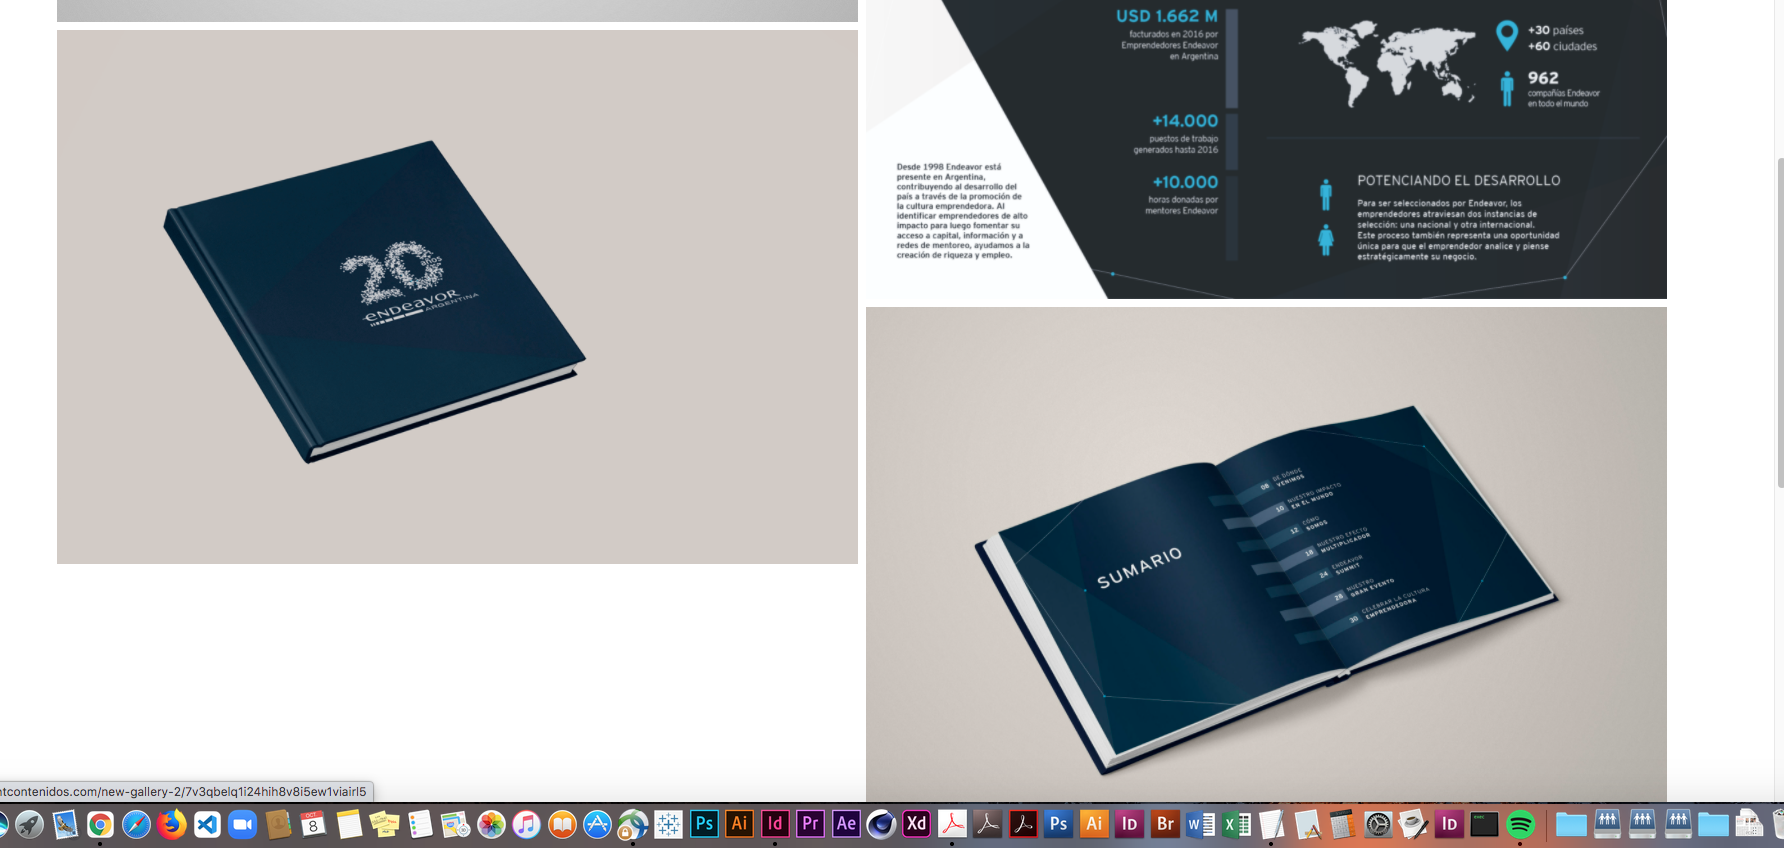 20
años
enDeavOR
ARGENTINA
USD 1.662 M
facturados en 2016 por
Emprendedores Endeavor
en Argentina
+14.000
puestos de trabajo
generados hasta 2016
+10.000
horas donadas por
mentores Endeavor
Desde 1998 Endeavor está
presente en Argentina,
contribuyendo al desarrollo del
país a través de la promoción de
la cultura emprendedora. Al
identificar emprendedores de alto
impacto para luego fomentar su
acceso a capital, información y a
redes de mentoreo, ayudamos a la
creación de riqueza y empleo.
+30 países
+60 ciudades
962
compañías Endeavor
en todo el mundo
POTENCIANDO EL DESARROLLO
Para ser seleccionados por Endeavor, los
emprendedores atraviesan dos instancias de
selección: una nacional y otra internacional.
Este proceso también representa una oportunidad
única para que el emprendedor analice y piense
estratégicamente su negocio.
SUMARIO
08 DE DÓNDE
VENIMOS
10 NUESTRO IMPACTO
EN EL MUNDO
12 CÓMO
SOMOS
18 NUESTRO EFECTO
MULTIPLICADOR
24 ENDEAVOR
SUMMIT
26 NUESTRO
GRAN EVENTO
30 CELEBRAR LA CULTURA
EMPRENDEDORA
ntcontenidos.com/new-gallery-2/7v3qbelq1i24hih8v8i5ew1viairl5
OCT
8
Ps
Ai
Id
Pr
Ae
Xd
Ps
Ai
ID
Br
W
X
ID